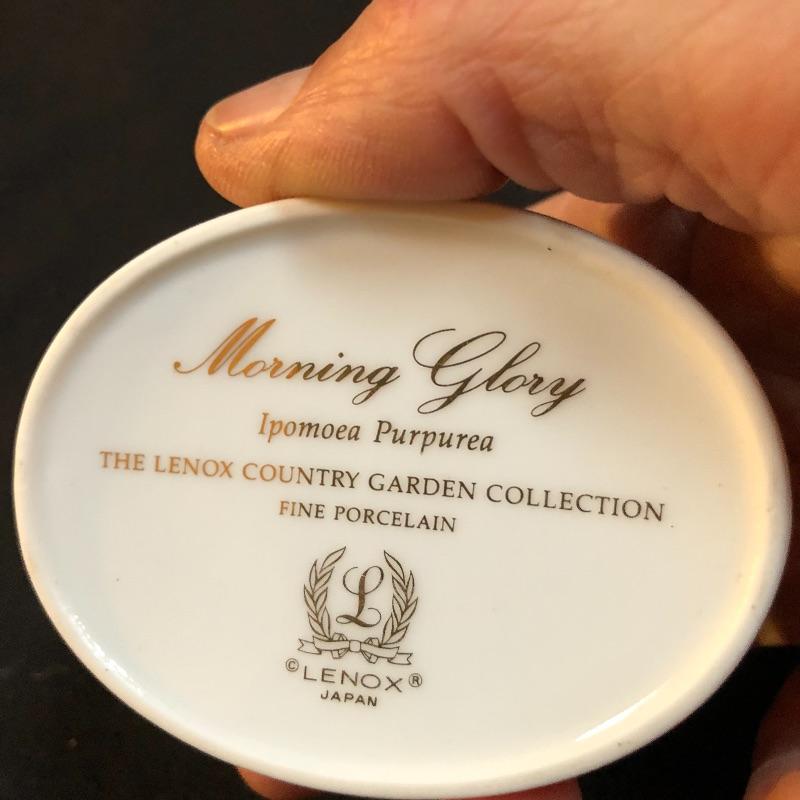 Morning Glory
Ipomoea Purpurea
THE LENOX COUNTRY GARDEN COLLECTION
FINE PORCELAIN
L
©LENOX®
JAPAN